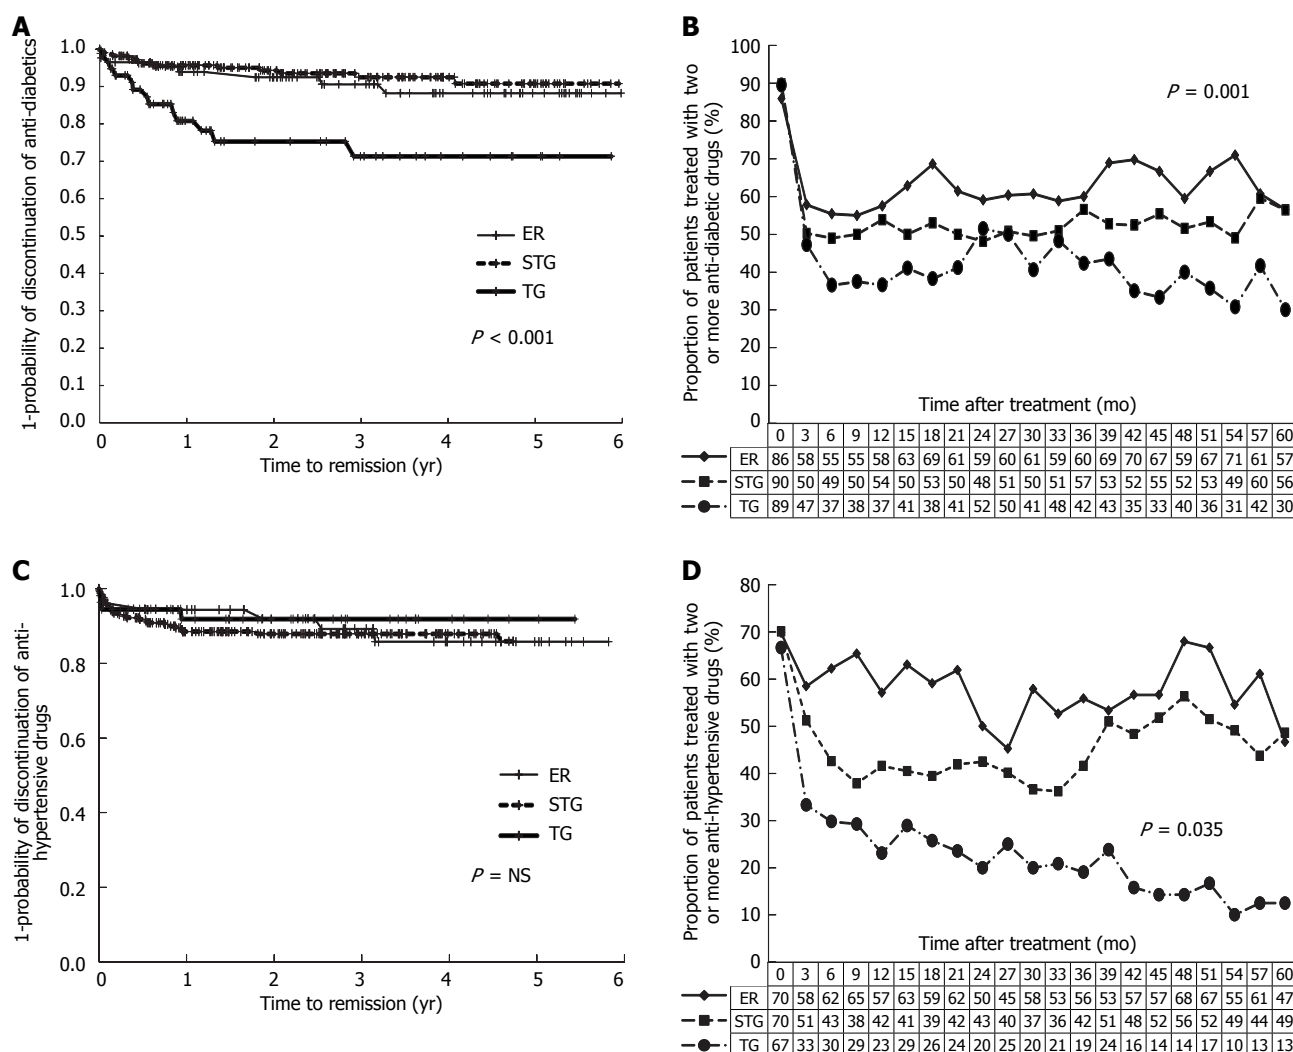 A
1-probability of discontinuation of anti-diabetics
1.0
0.9
0.8
0.7
0.6
0.5
0.4
0.3
0.2
0.1
0.0
ER
STG
TG
P < 0.001
0 1 2 3 4 5 6
Time to remission (yr)
B
Proportion of patients treated with two
or more anti-diabetic drugs (%)
100
90
80
70
60
50
40
30
20
10
0
P = 0.001
Time after treatment (mo)
0 3 6 9 12 15 18 21 24 27 30 33 36 39 42 45 48 51 54 57 60
ER 86 58 55 55 58 63 69 61 59 60 61 59 60 69 70 67 59 67 71 61 57
STG 90 50 49 50 54 50 53 50 48 51 50 51 57 53 52 55 52 53 49 60 56
TG 89 47 37 38 37 41 38 41 52 50 41 48 42 43 35 33 40 36 31 42 30
C
1-probability of discontinuation of anti-
hypertensive drugs
1.0
0.8
0.6
0.4
0.2
0.0
ER
STG
TG
P = NS
0 1 2 3 4 5 6
Time to remission (yr)
D
Proportion of patients treated with two
or more anti-hypertensive drugs (%)
80
70
60
50
40
30
20
10
0
P = 0.035
Time after treatment (mo)
0 3 6 9 12 15 18 21 24 27 30 33 36 39 42 45 48 51 54 57 60
ER 70 58 62 65 57 63 59 62 50 45 58 53 56 53 57 57 68 67 55 61 47
STG 70 51 43 38 42 41 39 42 43 40 37 36 42 51 48 52 56 52 49 44 49
TG 67 33 30 29 23 29 26 24 20 25 20 21 19 24 16 14 14 17 10 13 13